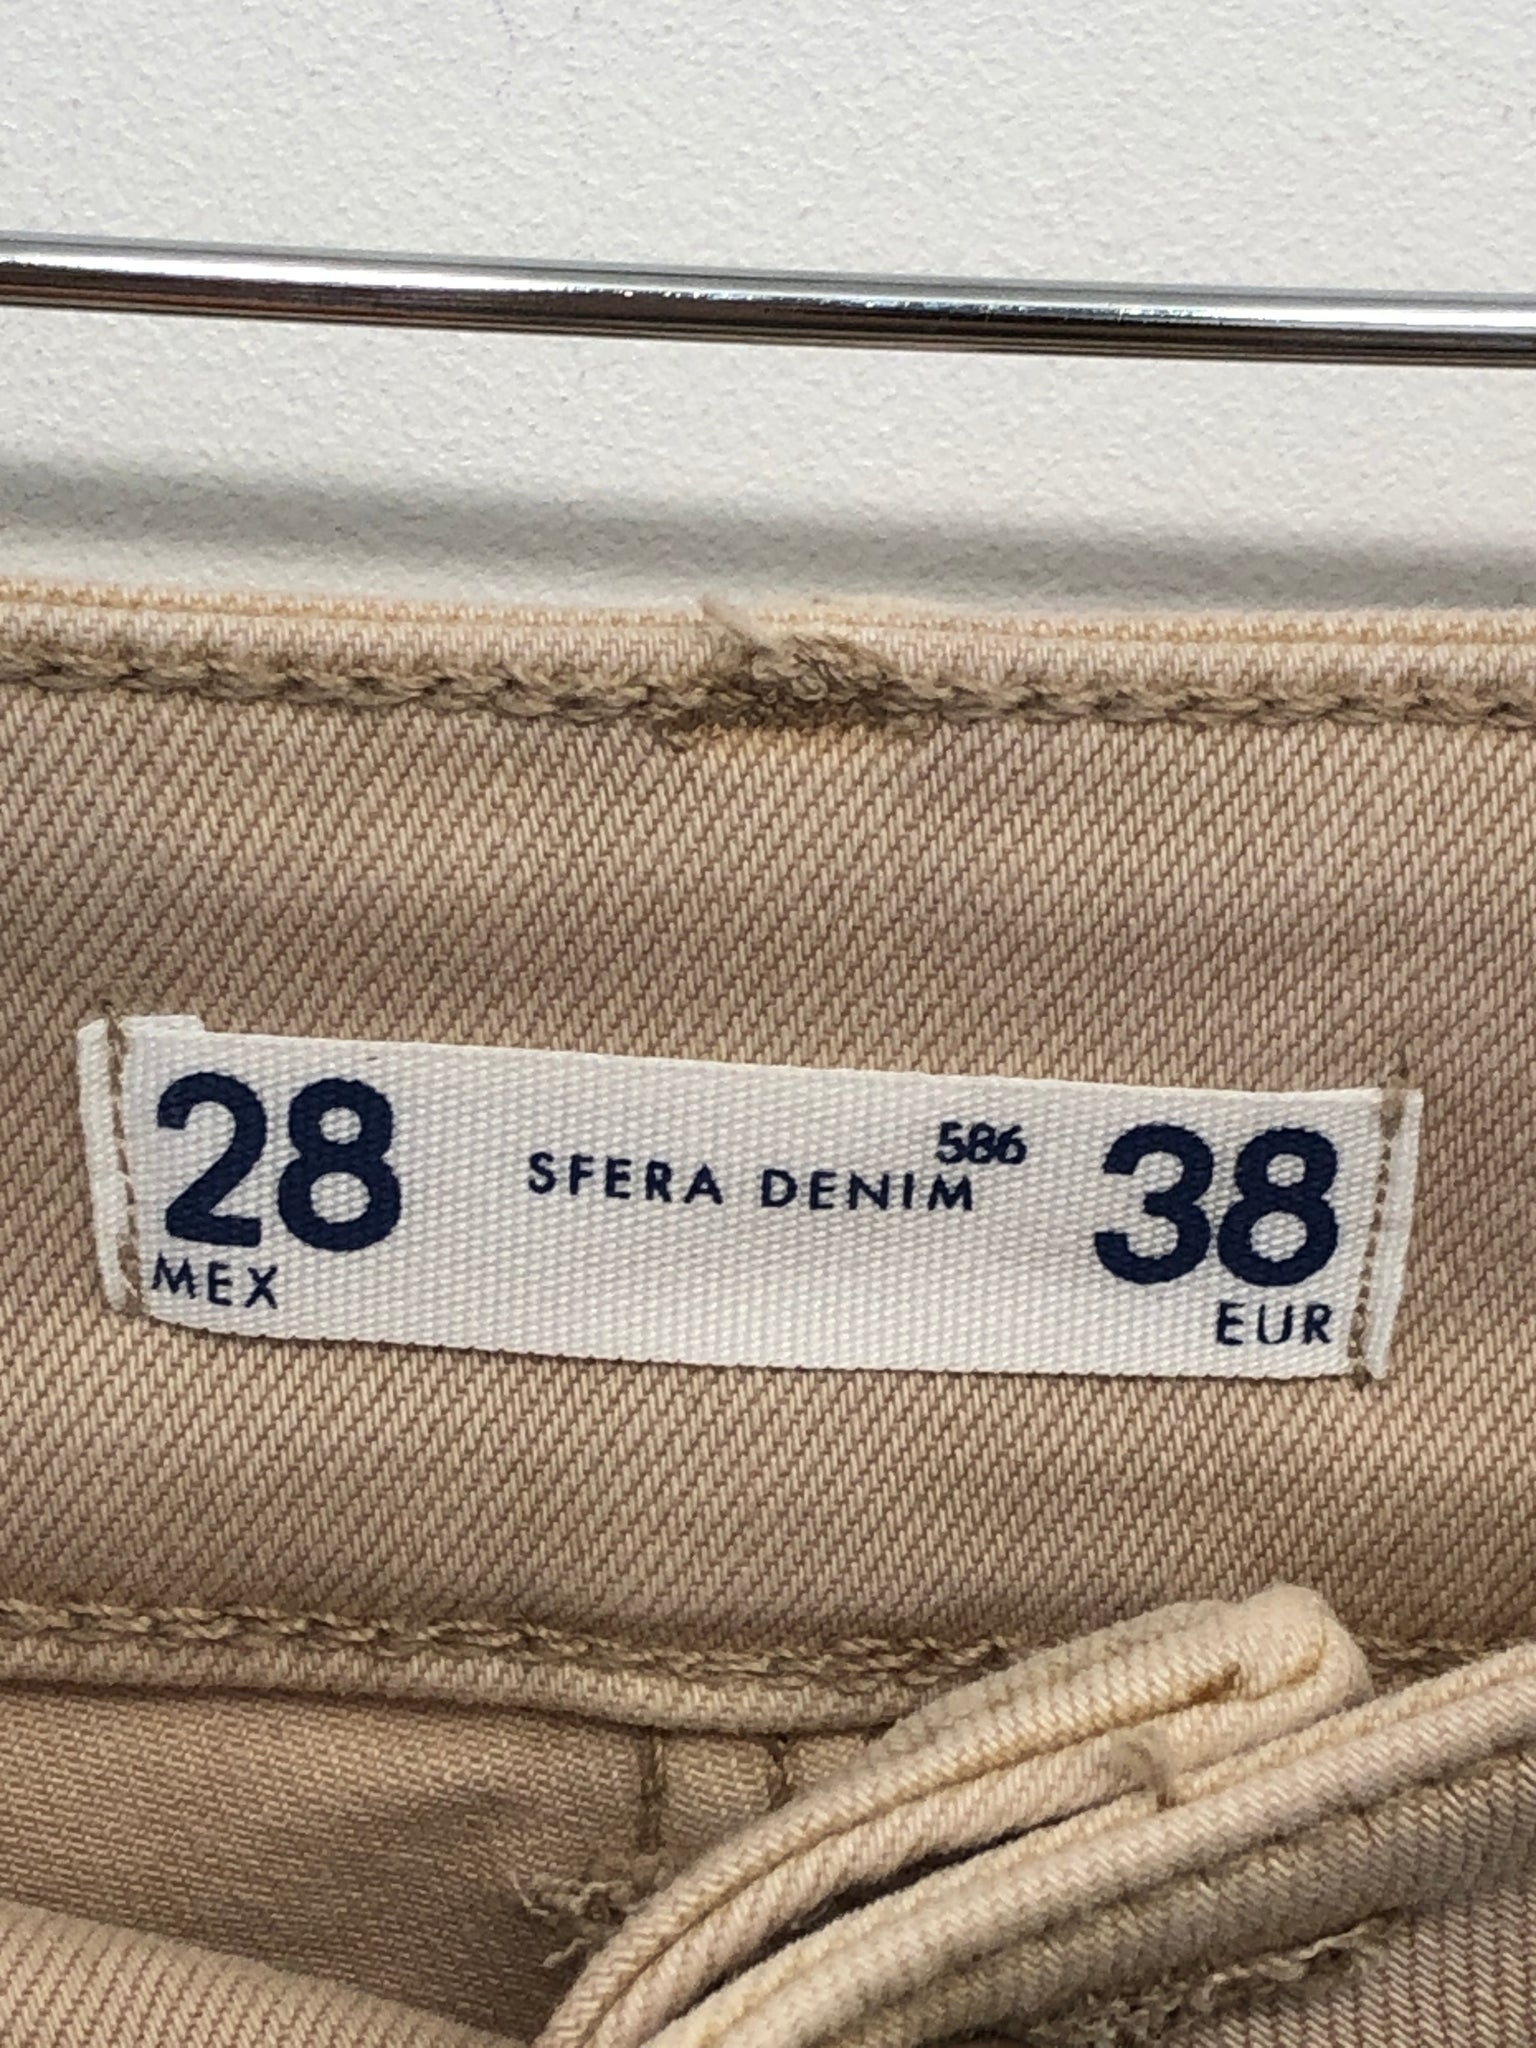 28 MEX
586
SFERA DENIM
38 EUR